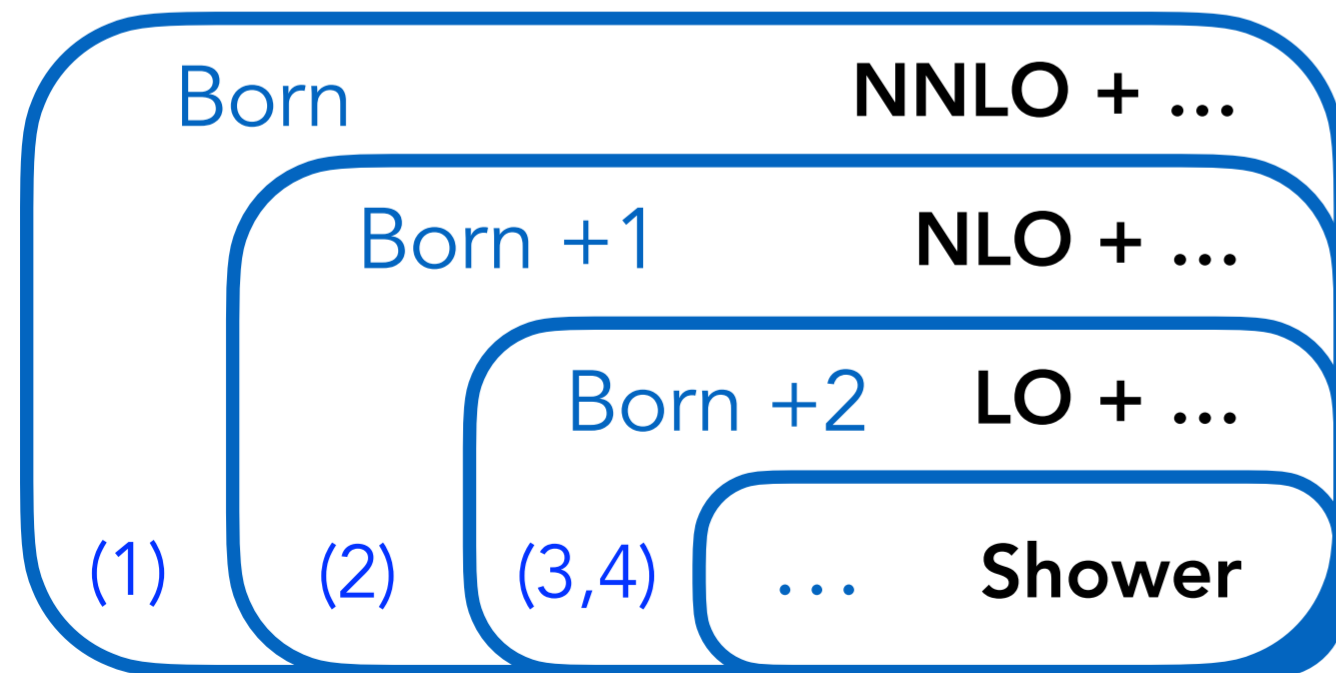 Born NNLO + ...
Born +1 NLO + ...
Born +2 LO + ...
(1) (2) (3,4) ... Shower